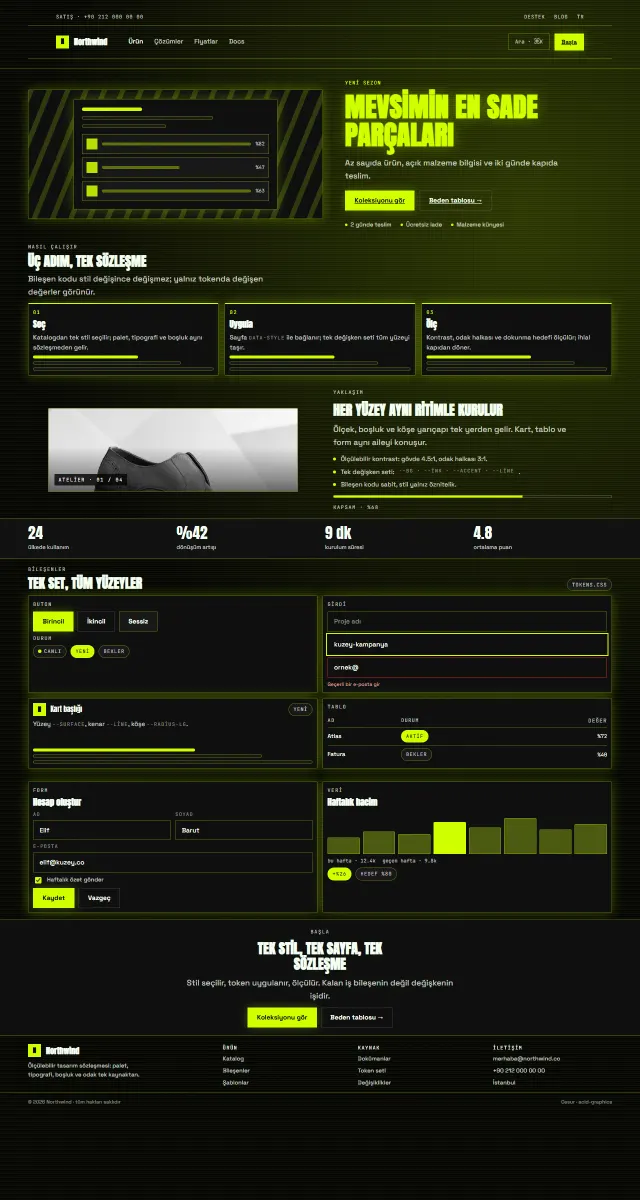 SATIŞ · +90 212 000 00 00
DESTEK BLOG TR
Northwind
Ürün Çözümler Fiyatlar Docs
Ara · ⌘K
Başla
%82
%47
%63
YENİ SEZON
MEVSİMİN EN SADE
PARÇALARI
Az sayıda ürün, açık malzeme bilgisi ve iki günde kapıda
teslim.
Koleksiyonu gör
Beden tablosu →
2 günde teslim
Ücretsiz iade
Malzeme künyesi
NASIL ÇALIŞIR
ÜÇ ADIM, TEK SÖZLEŞME
Bileşen kodu stil değişince değişmez; yalnız tokenda değişen
değerler görünür.
01
Seç
Katalogdan tek stil seçilir; palet, tipografi ve boşluk aynı
sözleşmeden gelir.
02
Uygula
Sayfa DATA-STYLE ile bağlanır; tek değişken seti tüm yüzeyi
taşır.
03
Ölç
Kontrast, odak halkası ve dokunma hedefi ölçülür; ihlal
kapıdan döner.
ATELIER · 01 / 04
YAKLAŞIM
HER YÜZEY AYNI RİTİMLE KURULUR
Ölçek, boşluk ve köşe yarıçapı tek yerden gelir. Kart, tablo ve
form aynı aileyi konuşur.
Ölçülebilir kontrast: gövde 4.5:1, odak halkası 3:1.
Tek değişken seti: --BG · --INK · --ACCENT · --LINE .
Bileşen kodu sabit, stil yalnız öznitelik.
KAPSAM · %68
24
ülkede kullanım
%42
dönüşüm artışı
9 dk
kurulum süresi
4.8
ortalama puan
BİLEŞENLER
TEK SET, TÜM YÜZEYLER
TOKENS.CSS
BUTON
Birincil
İkincil
Sessiz
DURUM
CANLI
YENİ
BEKLER
GİRDİ
Proje adı
kuzey-kampanya
ornek@
Geçerli bir e-posta gir
Kart başlığı
YENİ
Yüzey --SURFACE, kenar --LINE, köşe --RADIUS-LG.
TABLO
AD DURUM DEĞER
Atlas AKTİF %72
Fatura BEKLER %40
FORM
Hesap oluştur
AD
SOYAD
Elif
Barut
E-POSTA
elif@kuzey.co
Haftalık özet gönder
Kaydet
Vazgeç
VERİ
Haftalık hacim
bu hafta · 12.4k geçen hafta · 9.8k
+%26
HEDEF %80
BAŞLA
TEK STİL, TEK SAYFA, TEK
SÖZLEŞME
Stil seçilir, token uygulanır, ölçülür. Kalan iş bileşenin değil değişkenin
işidir.
Koleksiyonu gör
Beden tablosu →
Northwind
Ölçülebilir tasarım sözleşmesi: palet,
tipografi, boşluk ve odak tek kaynaktan.
ÜRÜN
Katalog
Bileşenler
Şablonlar
KAYNAK
Dokümanlar
Token seti
Değişiklikler
İLETİŞİM
merhaba@northwind.co
+90 212 000 00 00
İstanbul
© 2026 Northwind · tüm hakları saklıdır
Cesur · acid-graphics